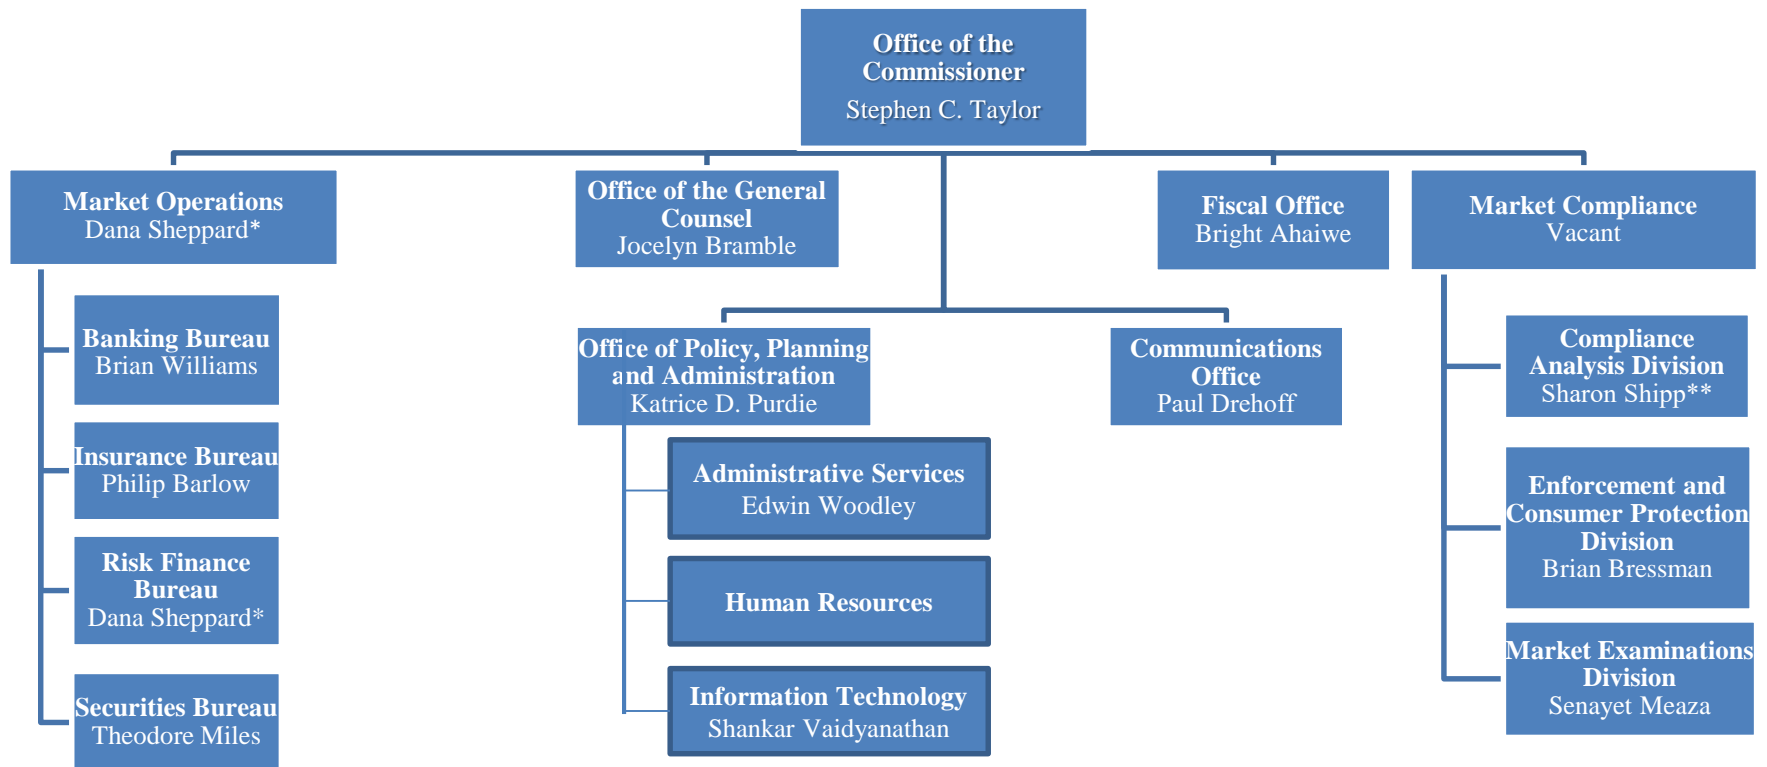 Office of the
Commissioner
Stephen C. Taylor
Market Operations
Dana Sheppard*
Office of the General
Counsel
Jocelyn Bramble
Fiscal Office
Bright Ahaiwe
Market Compliance
Vacant
Banking Bureau
Brian Williams
Insurance Bureau
Philip Barlow
Risk Finance
Bureau
Dana Sheppard*
Securities Bureau
Theodore Miles
Office of Policy, Planning
and Administration
Katrice D. Purdie
Administrative Services
Edwin Woodley
Human Resources
Information Technology
Shankar Vaidyanathan
Communications
Office
Paul Drehoff
Compliance
Analysis Division
Sharon Shipp**
Enforcement and
Consumer Protection
Division
Brian Bressman
Market Examinations
Division
Senayet Meaza